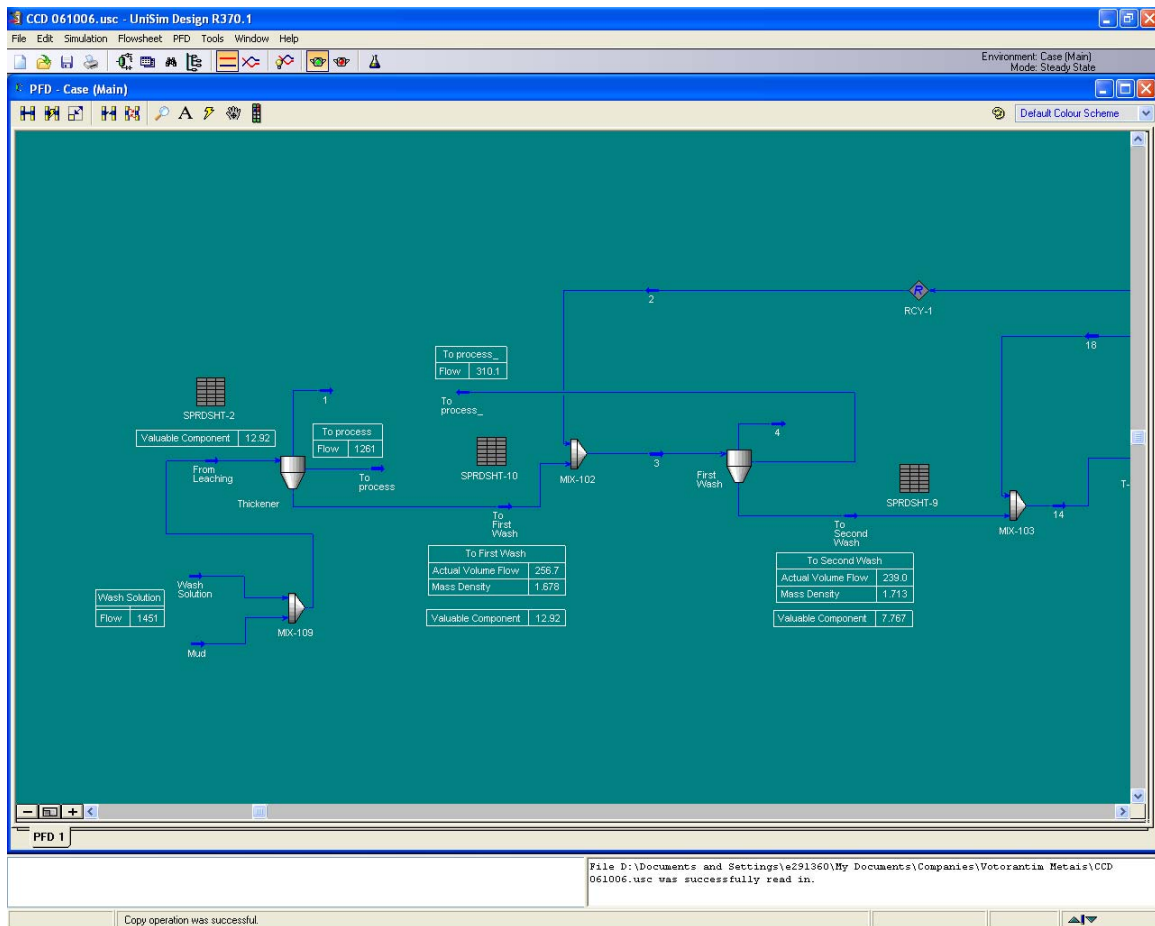 CCD 061006.usc - UniSim Design R370.1
File Edit Simulation Flowsheet PFD Tools Window Help
Environment: Case (Main)
Mode: Steady State
PFD - Case (Main)
A
Default Colour Scheme
2
R
RCY-1
18
To process_
Flow 310.1
To
process_
SPRDSHT-2
1
Valuable Component 12.92
To process
Flow 1261
From
Leaching
To
process
Thickener
SPRDSHT-10
MIX-102
3
4
First
Wash
SPRDSHT-9
MIX-103
14
T-
To
First
Wash
To
Second
Wash
To First Wash
Actual Volume Flow 256.7
Mass Density 1.678
Valuable Component 12.92
To Second Wash
Actual Volume Flow 239.0
Mass Density 1.713
Valuable Component 7.767
Wash
Solution
Wash Solution
Flow 1451
MIX-109
Mud
PFD 1
File D:\Documents and Settings\e291360\My Documents\Companies\Votorantim Metais\CCD
061006.usc was successfully read in.
Copy operation was successful.